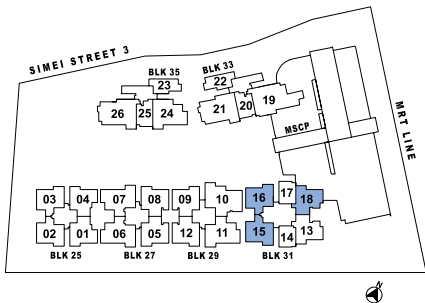 SIMEI STREET 3
BLK 35
BLK 33
23
22
26 25 24
21 20 19
MSCP
MRT LINE
03 04 07 08 09 10 16 17 18
02 01 06 05 12 11 15 14 13
BLK 25 BLK 27 BLK 29 BLK 31